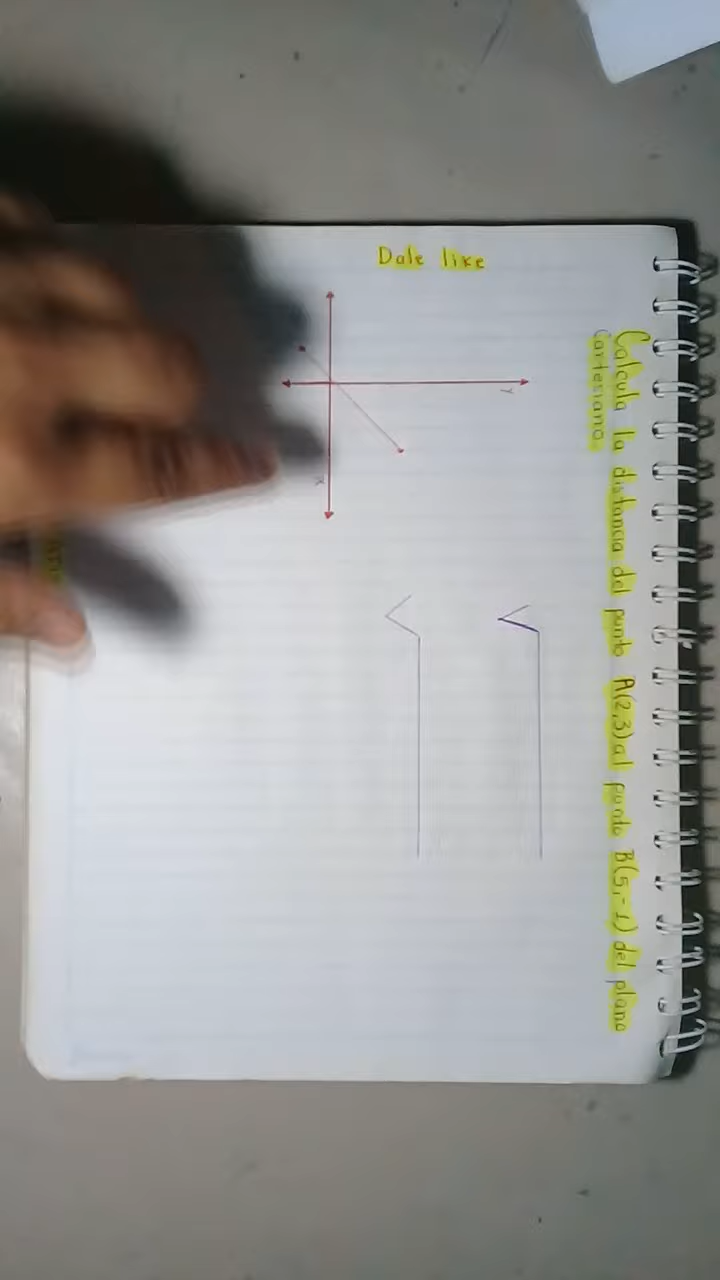 Calcula la distancia del punto A(2,3) al punto B(5,-1) del plano
cartesiano.
Dale like
Y
X